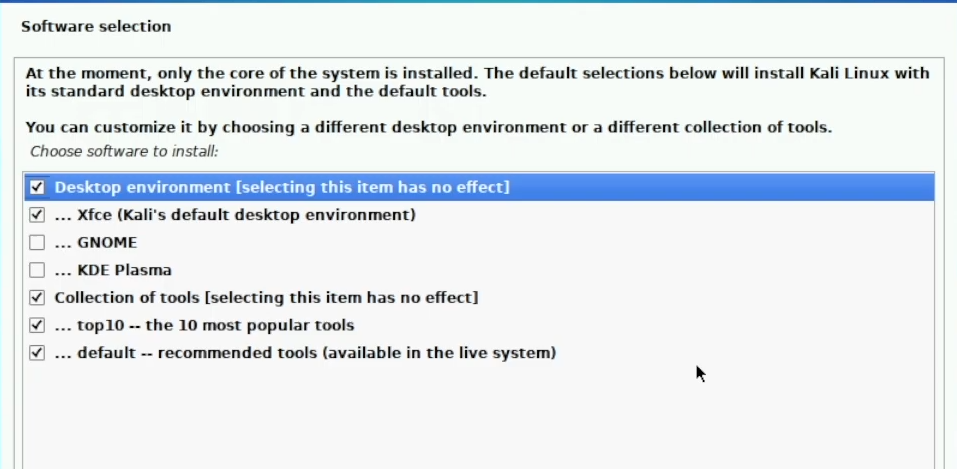 Software selection
At the moment, only the core of the system is installed. The default selections below will install Kali Linux with
its standard desktop environment and the default tools.
You can customize it by choosing a different desktop environment or a different collection of tools.
Choose software to install:
Desktop environment [selecting this item has no effect]
... Xfce (Kali's default desktop environment)
... GNOME
... KDE Plasma
Collection of tools [selecting this item has no effect]
... top10 -- the 10 most popular tools
... default -- recommended tools (available in the live system)